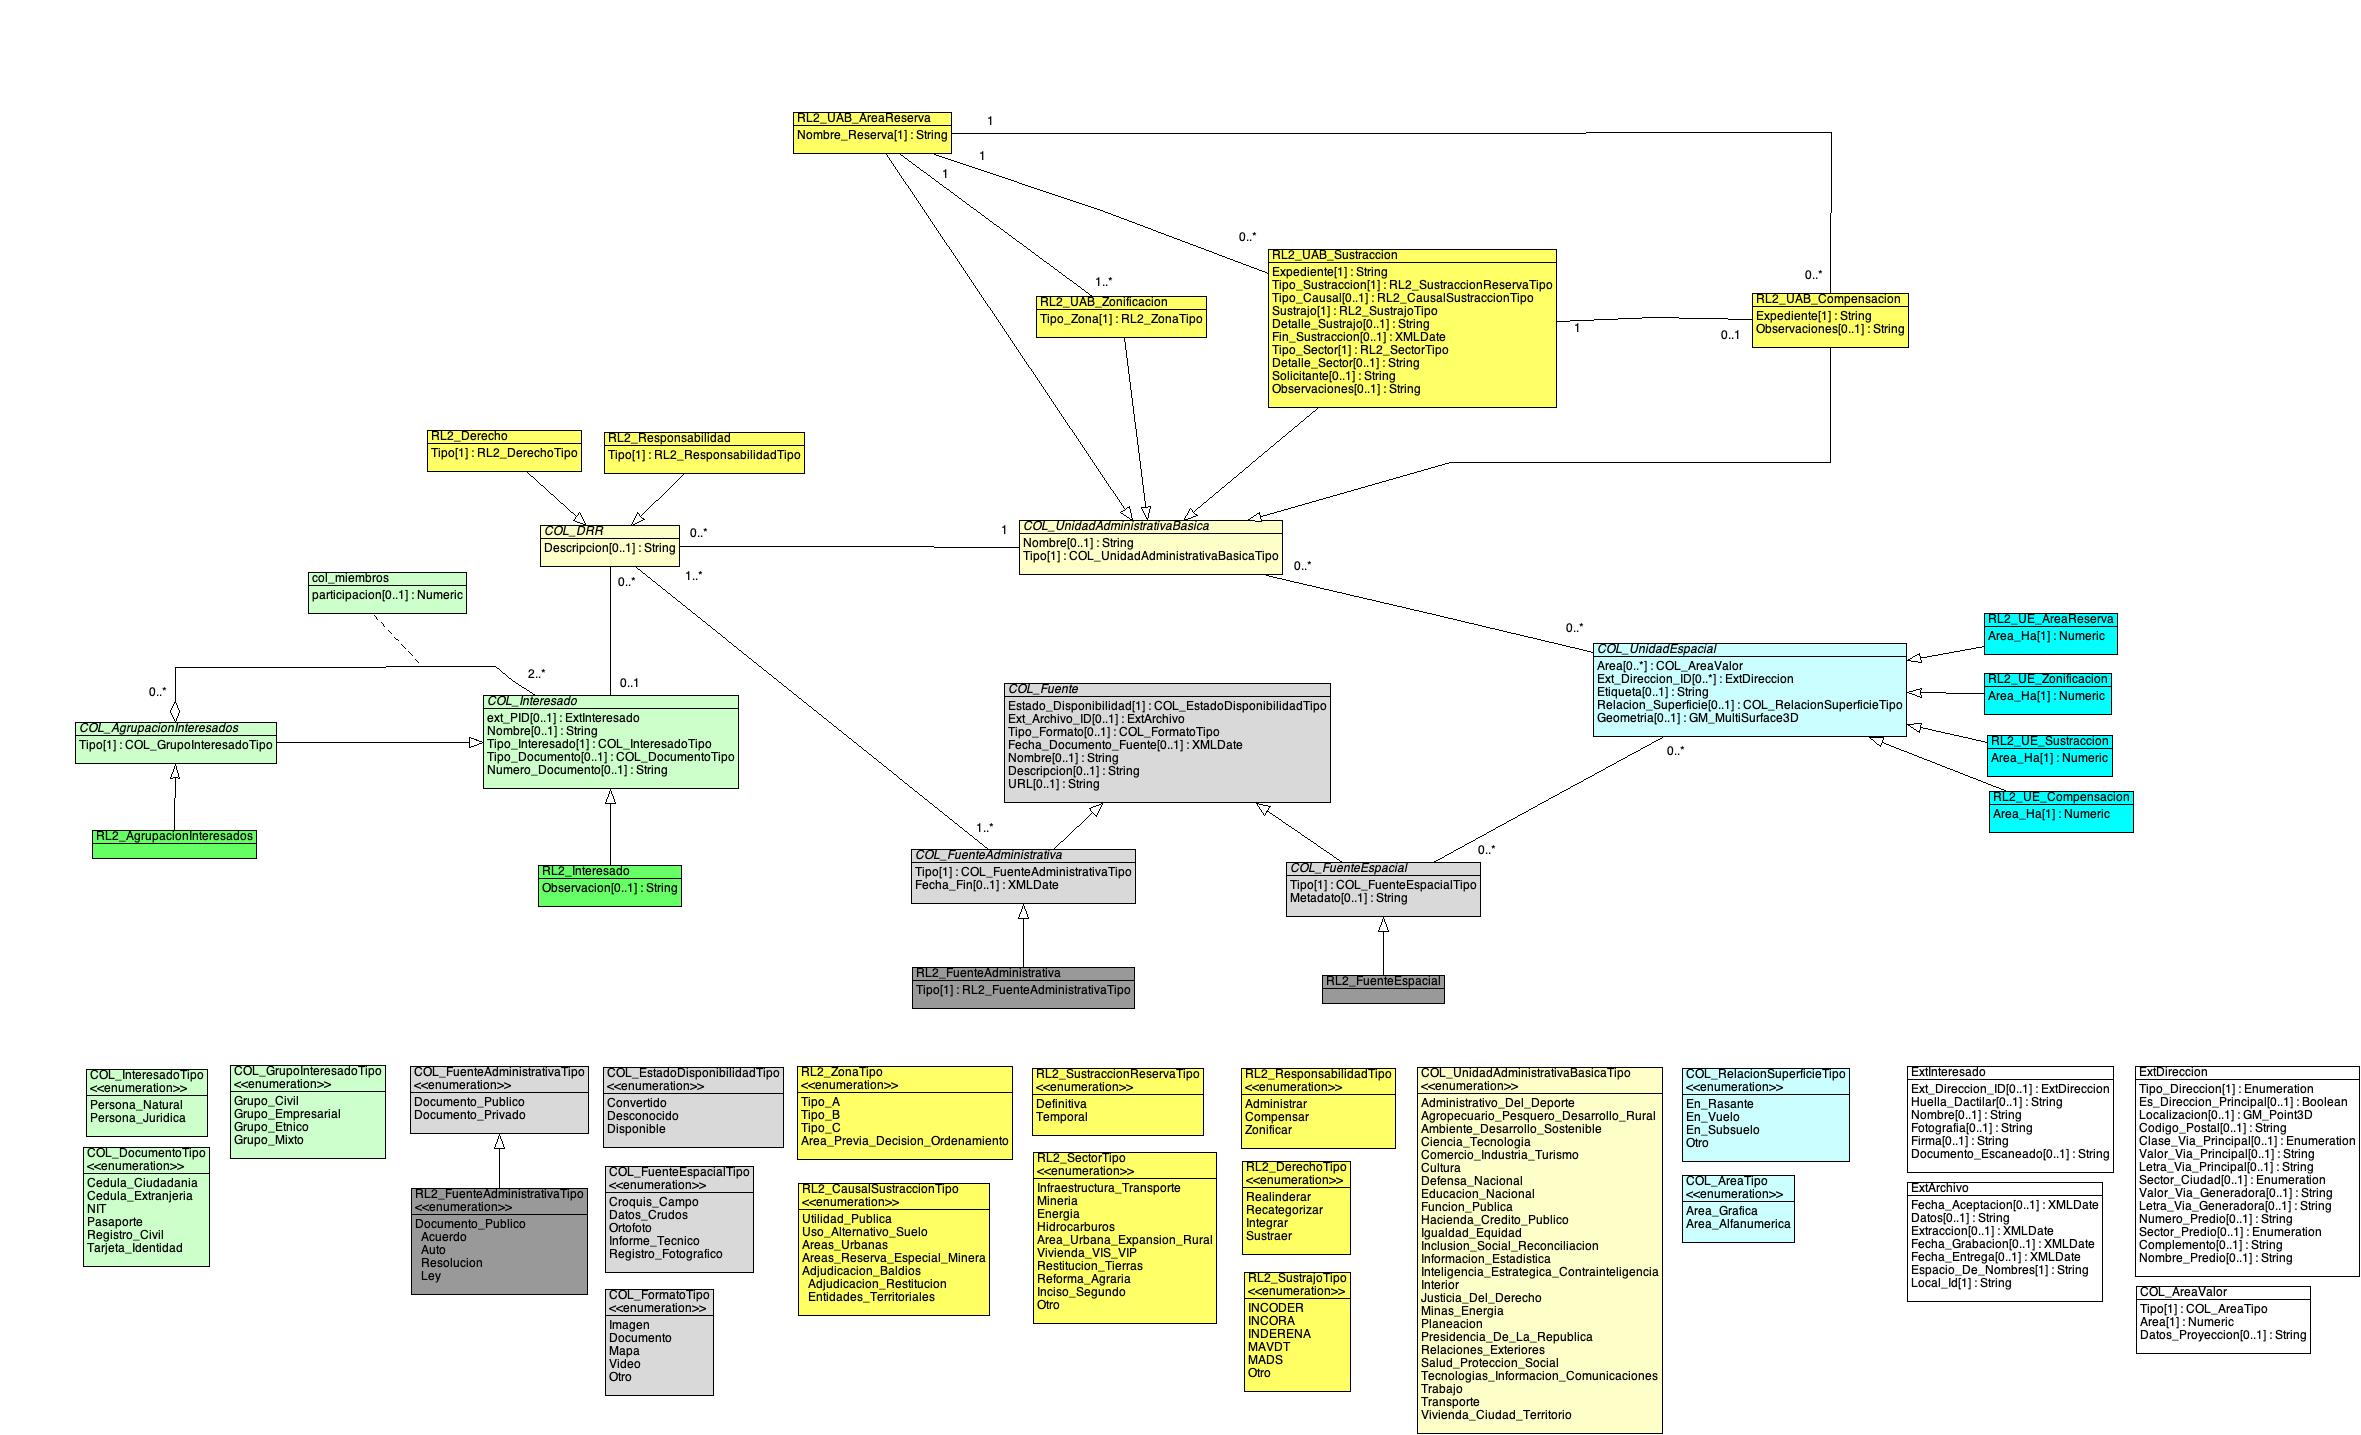 RL2_UAB_AreaReserva
Nombre_Reserva[1] : String
1
1
1
0..*
1..*
0..*
RL2_UAB_Sustraccion
Expediente[1] : String
Tipo_Sustraccion[1] : RL2_SustraccionReservaTipo
Tipo_Causal[0..1] : RL2_CausalSustraccionTipo
Sustrajo[1] : RL2_SustrajoTipo
Detalle_Sustrajo[0..1] : String
Fin_Sustraccion[0..1] : XMLDate
Tipo_Sector[1] : RL2_SectorTipo
Detalle_Sector[0..1] : String
Solicitante[0..1] : String
Observaciones[0..1] : String
RL2_UAB_Zonificacion
Tipo_Zona[1] : RL2_ZonaTipo
RL2_UAB_Compensacion
Expediente[1] : String
Observaciones[0..1] : String
1
0..1
RL2_Derecho
Tipo[1] : RL2_DerechoTipo
RL2_Responsabilidad
Tipo[1] : RL2_ResponsabilidadTipo
COL_DRR
Descripcion[0..1] : String
0..*
1
COL_UnidadAdministrativaBasica
Nombre[0..1] : String
Tipo[1] : COL_UnidadAdministrativaBasicaTipo
0..*
0..*
0..*
1..*
col_miembros
participacion[0..1] : Numeric
0..*
2..*
0..1
COL_AgrupacionInteresados
Tipo[1] : COL_GrupoInteresadoTipo
COL_Interesado
ext_PID[0..1] : ExtInteresado
Nombre[0..1] : String
Tipo_Interesado[1] : COL_InteresadoTipo
Tipo_Documento[0..1] : COL_DocumentoTipo
Numero_Documento[0..1] : String
RL2_AgrupacionInteresados
RL2_Interesado
Observacion[0..1] : String
COL_Fuente
Estado_Disponibilidad[1] : COL_EstadoDisponibilidadTipo
Ext_Archivo_ID[0..1] : ExtArchivo
Tipo_Formato[0..1] : COL_FormatoTipo
Fecha_Documento_Fuente[0..1] : XMLDate
Nombre[0..1] : String
Descripcion[0..1] : String
URL[0..1] : String
COL_UnidadEspacial
Area[0..*] : COL_AreaValor
Ext_Direccion_ID[0..*] : ExtDireccion
Etiqueta[0..1] : String
Relacion_Superficie[0..1] : COL_RelacionSuperficieTipo
Geometria[0..1] : GM_MultiSurface3D
RL2_UE_AreaReserva
Area_Ha[1] : Numeric
RL2_UE_Zonificacion
Area_Ha[1] : Numeric
RL2_UE_Sustraccion
Area_Ha[1] : Numeric
RL2_UE_Compensacion
Area_Ha[1] : Numeric
0..*
0..*
1..*
COL_FuenteAdministrativa
Tipo[1] : COL_FuenteAdministrativaTipo
Fecha_Fin[0..1] : XMLDate
COL_FuenteEspacial
Tipo[1] : COL_FuenteEspacialTipo
Metadato[0..1] : String
RL2_FuenteAdministrativa
Tipo[1] : RL2_FuenteAdministrativaTipo
RL2_FuenteEspacial
COL_InteresadoTipo
<<enumeration>>
Persona_Natural
Persona_Juridica
COL_DocumentoTipo
<<enumeration>>
Cedula_Ciudadania
Cedula_Extranjeria
NIT
Pasaporte
Registro_Civil
Tarjeta_Identidad
COL_GrupoInteresadoTipo
<<enumeration>>
Grupo_Civil
Grupo_Empresarial
Grupo_Etnico
Grupo_Mixto
COL_FuenteAdministrativaTipo
<<enumeration>>
Documento_Publico
Documento_Privado
RL2_FuenteAdministrativaTipo
<<enumeration>>
Documento_Publico
Acuerdo
Auto
Resolucion
Ley
COL_EstadoDisponibilidadTipo
<<enumeration>>
Convertido
Desconocido
Disponible
COL_FuenteEspacialTipo
<<enumeration>>
Croquis_Campo
Datos_Crudos
Ortofoto
Informe_Tecnico
Registro_Fotografico
COL_FormatoTipo
<<enumeration>>
Imagen
Documento
Mapa
Video
Otro
RL2_ZonaTipo
<<enumeration>>
Tipo_A
Tipo_B
Tipo_C
Area_Previa_Decision_Ordenamiento
RL2_CausalSustraccionTipo
<<enumeration>>
Utilidad_Publica
Uso_Alternativo_Suelo
Areas_Urbanas
Areas_Reserva_Especial_Minera
Adjudicacion_Baldios
Adjudicacion_Restitucion
Entidades_Territoriales
RL2_SustraccionReservaTipo
<<enumeration>>
Definitiva
Temporal
RL2_SectorTipo
<<enumeration>>
Infraestructura_Transporte
Mineria
Energia
Hidrocarburos
Area_Urbana_Expansion_Rural
Vivienda_VIS_VIP
Restitucion_Tierras
Reforma_Agraria
Inciso_Segundo
Otro
RL2_ResponsabilidadTipo
<<enumeration>>
Administrar
Compensar
Zonificar
RL2_DerechoTipo
<<enumeration>>
Realinderar
Recategorizar
Integrar
Sustraer
RL2_SustrajoTipo
<<enumeration>>
INCODER
INCORA
INDERENA
MAVDT
MADS
Otro
COL_UnidadAdministrativaBasicaTipo
<<enumeration>>
Administrativo_Del_Deporte
Agropecuario_Pesquero_Desarrollo_Rural
Ambiente_Desarrollo_Sostenible
Ciencia_Tecnologia
Comercio_Industria_Turismo
Cultura
Defensa_Nacional
Educacion_Nacional
Funcion_Publica
Hacienda_Credito_Publico
Igualdad_Equidad
Inclusion_Social_Reconciliacion
Informacion_Estadistica
Inteligencia_Estrategica_Contrainteligencia
Interior
Justicia_Del_Derecho
Minas_Energia
Planeacion
Presidencia_De_La_Republica
Relaciones_Exteriores
Salud_Proteccion_Social
Tecnologias_Informacion_Comunicaciones
Trabajo
Transporte
Vivienda_Ciudad_Territorio
COL_RelacionSuperficieTipo
<<enumeration>>
En_Rasante
En_Vuelo
En_Subsuelo
Otro
COL_AreaTipo
<<enumeration>>
Area_Grafica
Area_Alfanumerica
ExtInteresado
Ext_Direccion_ID[0..1] : ExtDireccion
Huella_Dactilar[0..1] : String
Nombre[0..1] : String
Fotografia[0..1] : String
Firma[0..1] : String
Documento_Escaneado[0..1] : String
ExtArchivo
Fecha_Aceptacion[0..1] : XMLDate
Datos[0..1] : String
Extraccion[0..1] : XMLDate
Fecha_Grabacion[0..1] : XMLDate
Fecha_Entrega[0..1] : XMLDate
Espacio_De_Nombres[1] : String
Local_Id[1] : String
ExtDireccion
Tipo_Direccion[1] : Enumeration
Es_Direccion_Principal[0..1] : Boolean
Localizacion[0..1] : GM_Point3D
Codigo_Postal[0..1] : String
Clase_Via_Principal[0..1] : Enumeration
Valor_Via_Principal[0..1] : String
Letra_Via_Principal[0..1] : String
Sector_Ciudad[0..1] : Enumeration
Valor_Via_Generadora[0..1] : String
Letra_Via_Generadora[0..1] : String
Numero_Predio[0..1] : String
Sector_Predio[0..1] : Enumeration
Complemento[0..1] : String
Nombre_Predio[0..1] : String
COL_AreaValor
Tipo[1] : COL_AreaTipo
Area[1] : Numeric
Datos_Proyeccion[0..1] : String